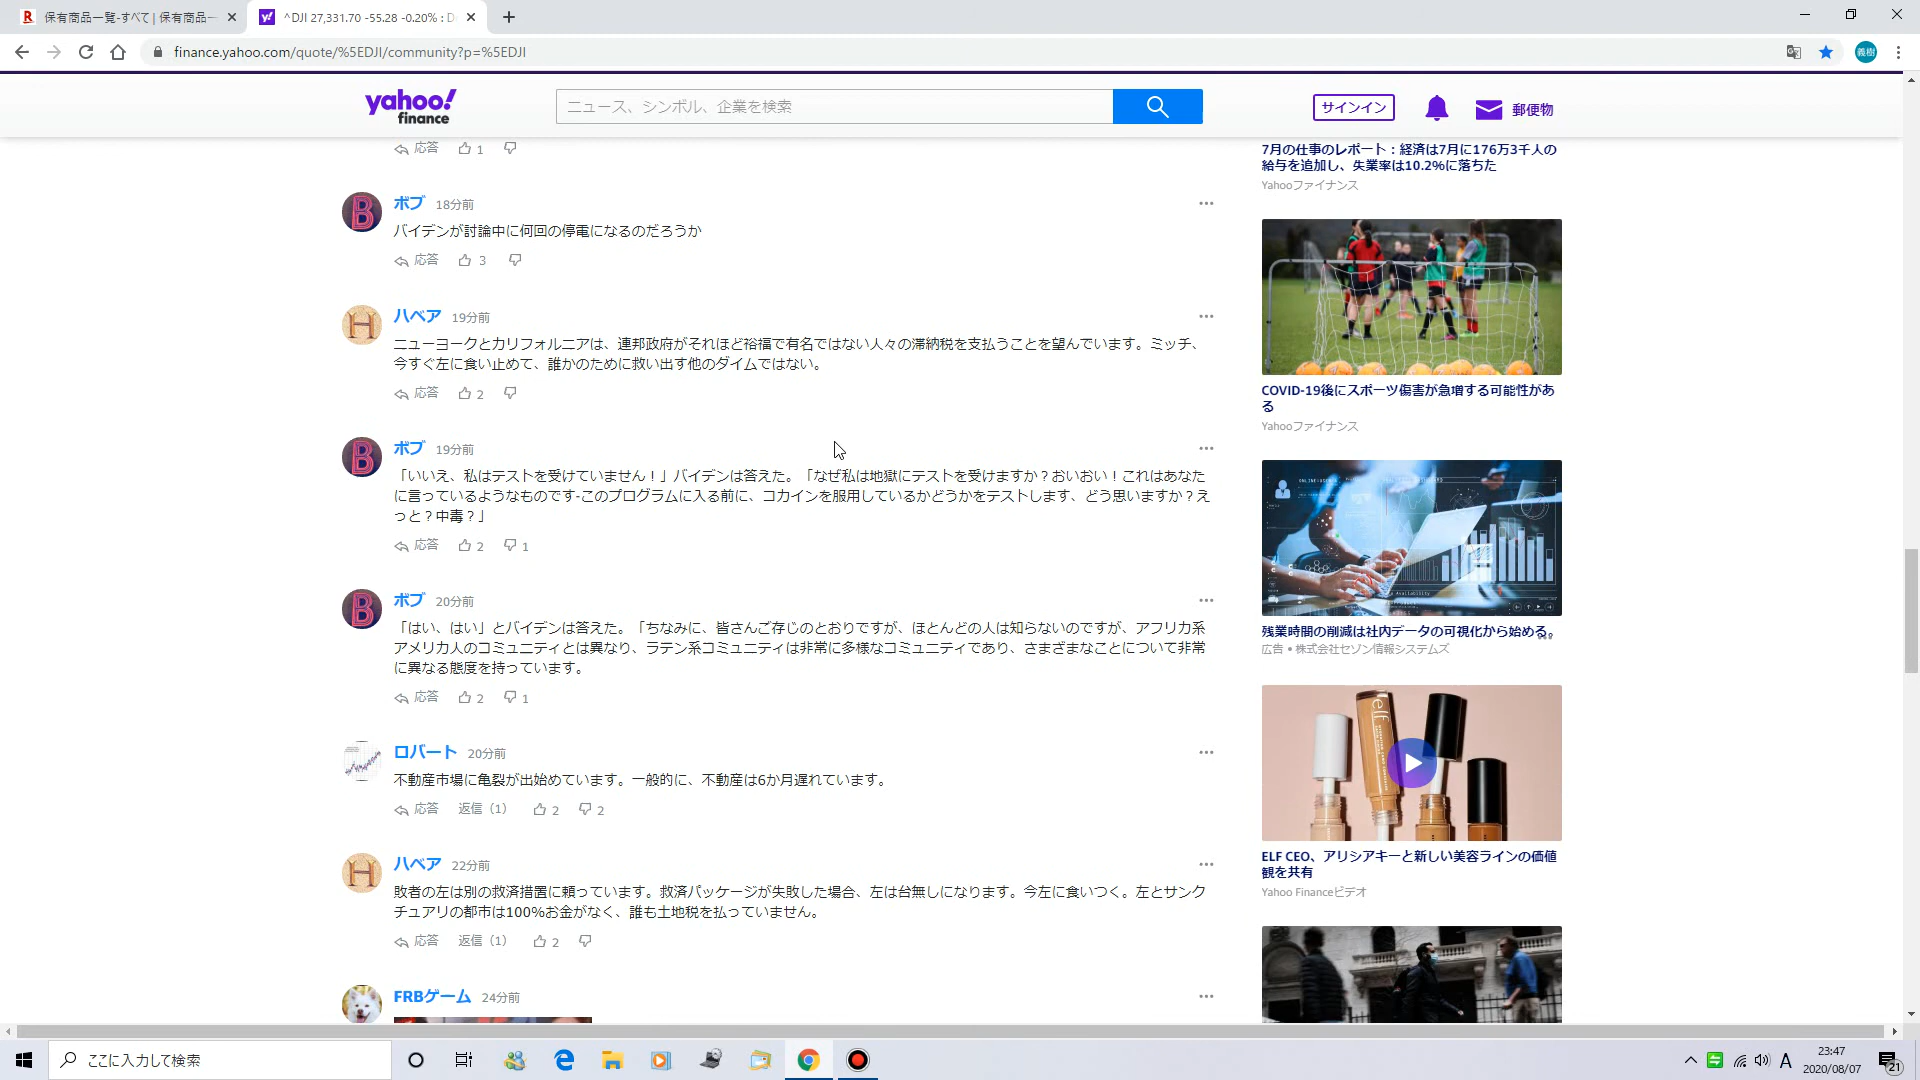 保有商品一覧-すべて | 保有商品一
^DJI 27,331.70 -55.28 -0.20% : D
finance.yahoo.com/quote/%5EDJI/community?p=%5EDJI
義樹
yahoo!
finance
ニュース、シンボル、企業を検索
サインイン
郵便物
応答 1
ボブ 18分前
バイデンが討論中に何回の停電になるのだろうか
応答 3
ハベア 19分前
ニューヨークとカリフォルニアは、連邦政府がそれほど裕福で有名ではない人々の滞納税を支払うことを望んでいます。ミッチ、
今すぐ左に食い止めて、誰かのために救い出す他のダイムではない。
応答 2
ボブ 19分前
「いいえ、私はテストを受けていません！」バイデンは答えた。「なぜ私は地獄にテストを受けますか？おいおい！これはあなた
に言っているようなものです-このプログラムに入る前に、コカインを服用しているかどうかをテストします、どう思いますか？え
っと？中毒？」
応答 2 1
ボブ 20分前
「はい、はい」とバイデンは答えた。「ちなみに、皆さんご存じのとおりですが、ほとんどの人は知らないのですが、アフリカ系
アメリカ人のコミュニティとは異なり、ラテン系コミュニティは非常に多様なコミュニティであり、さまざまなことについて非常
に異なる態度を持っています。
応答 2 1
ロバート 20分前
不動産市場に亀裂が出始めています。一般的に、不動産は6か月遅れています。
応答 返信（1） 2 2
ハベア 22分前
敗者の左は別の救済措置に頼っています。救済パッケージが失敗した場合、左は台無しになります。今左に食いつく。左とサンク
チュアリの都市は100％お金がなく、誰も土地税を払っていません。
応答 返信（1） 2
FRBゲーム 24分前
7月の仕事のレポート：経済は7月に176万3千人の
給与を追加し、失業率は10.2％に落ちた
Yahooファイナンス
COVID-19後にスポーツ傷害が急増する可能性があ
る
Yahooファイナンス
残業時間の削減は社内データの可視化から始める。
広告 • 株式会社セゾン情報システムズ
elf
ELF CEO、アリシアキーと新しい美容ラインの価値
観を共有
Yahoo Financeビデオ
ここに入力して検索
A
23:47
2020/08/07
21